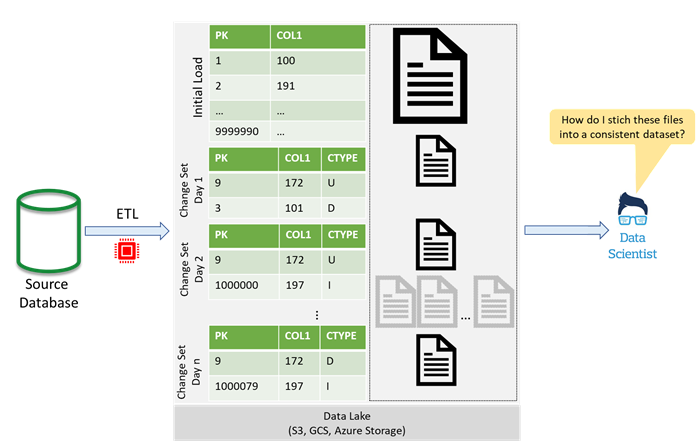 PK COL1
Initial Load
1 100
2 191
... ...
9999990 ...
How do I stich these files
into a consistent dataset?
Change Set
Day 1
PK COL1 CTYPE
9 172 U
3 101 D
ETL
Source
Database
Change Set
Day 2
PK COL1 CTYPE
9 172 U
1000000 197 I
...
Data
Scientist
⋮
Change Set
Day n
PK COL1 CTYPE
9 172 D
1000079 197 I
Data Lake
(S3, GCS, Azure Storage)